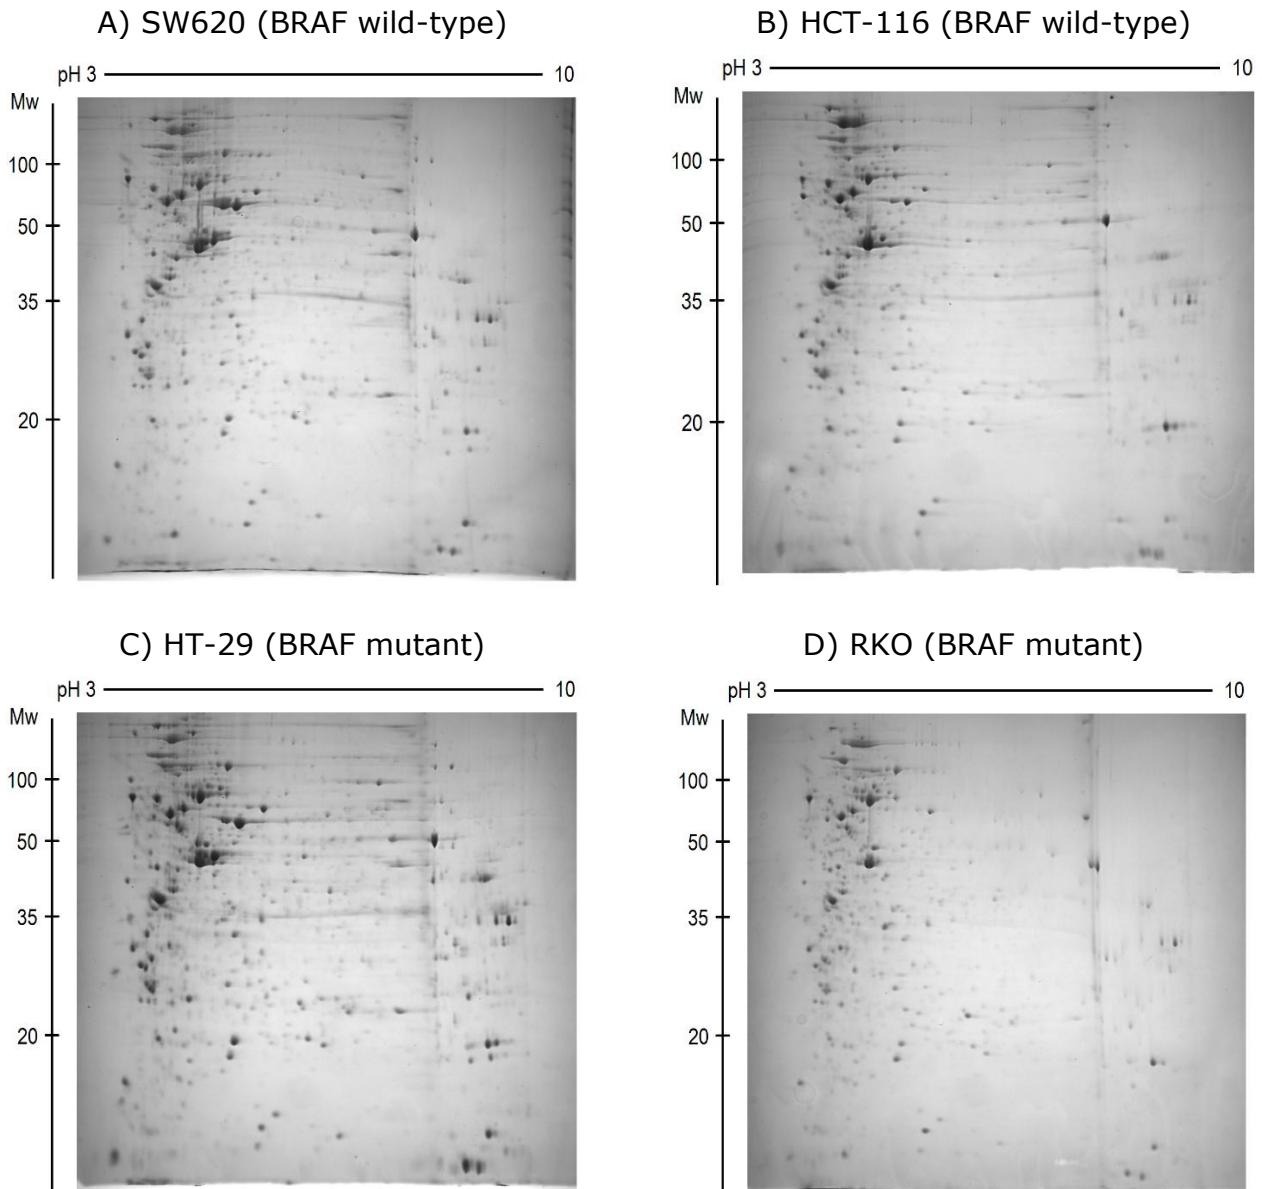 A) SW620 (BRAF wild-type)
pH 3 10
Mw
100
50
35
20
B) HCT-116 (BRAF wild-type)
pH 3 10
Mw
100
50
35
20
C) HT-29 (BRAF mutant)
pH 3 10
Mw
100
50
35
20
D) RKO (BRAF mutant)
pH 3 10
Mw
100
50
35
20